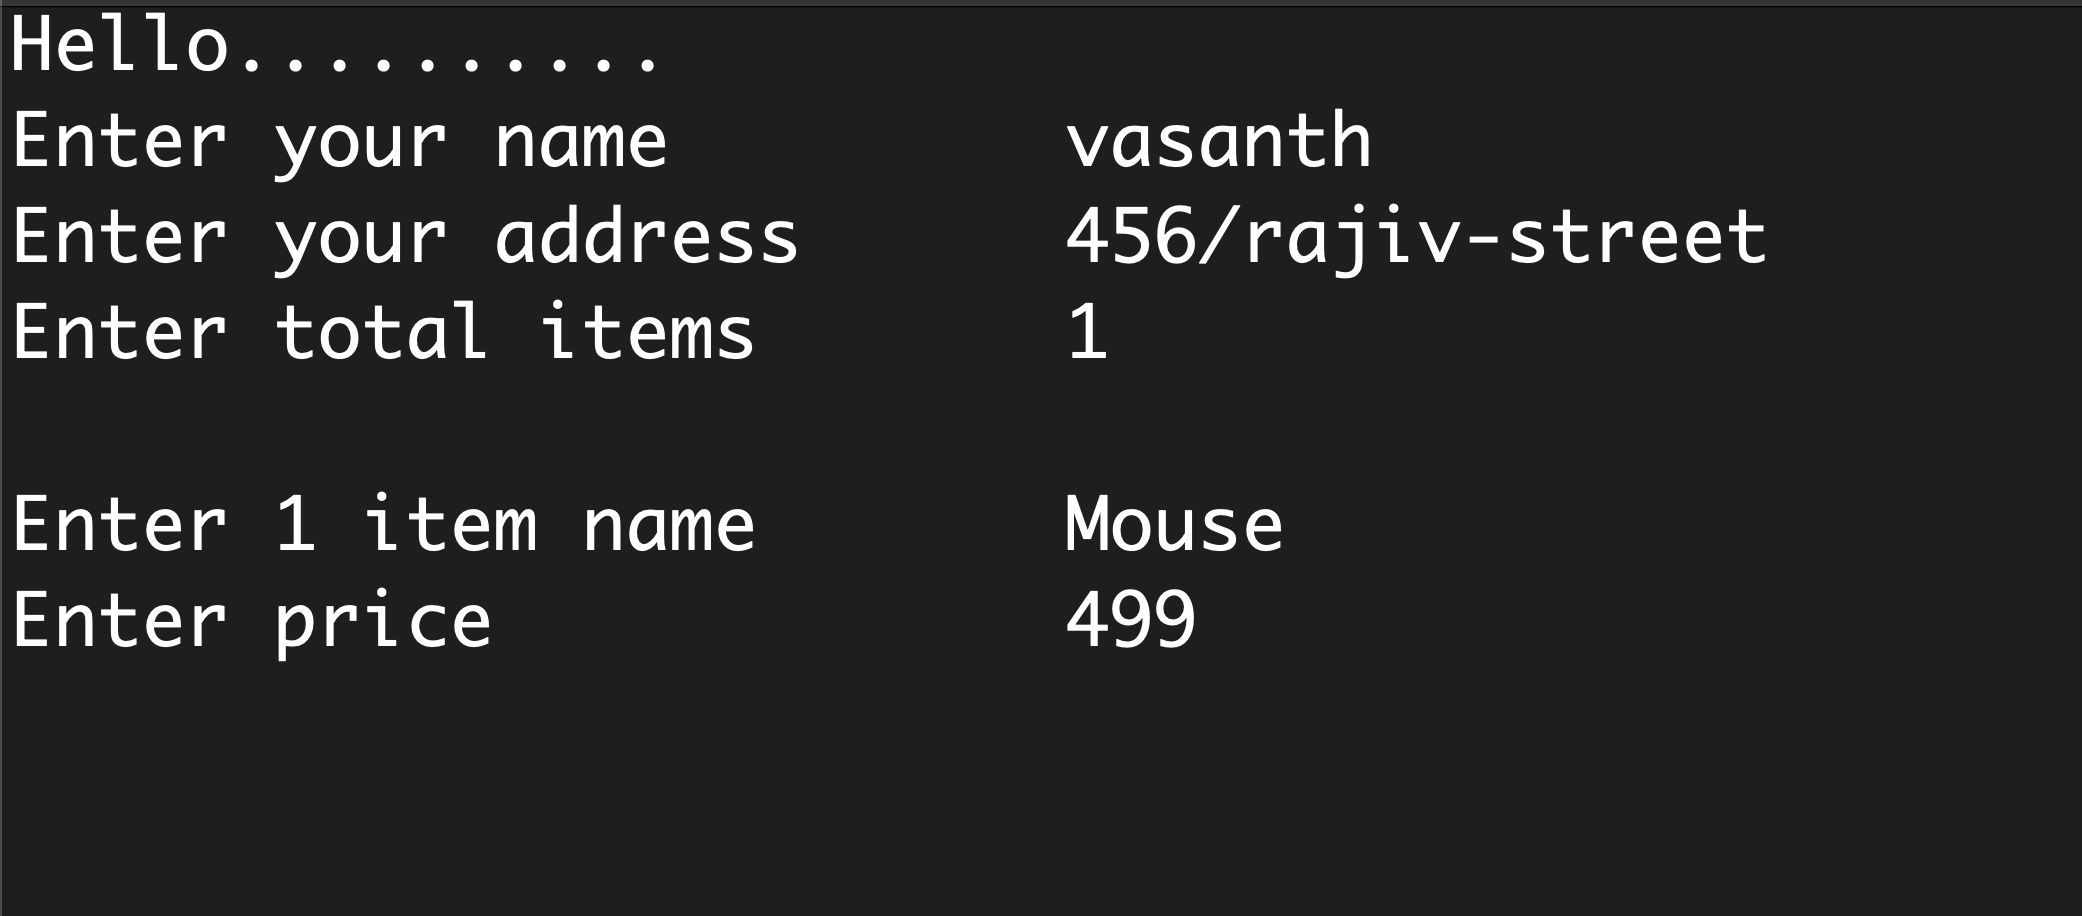 Hello..........
Enter your name vasanth
Enter your address 456/rajiv-street
Enter total items 1
Enter 1 item name Mouse
Enter price 499